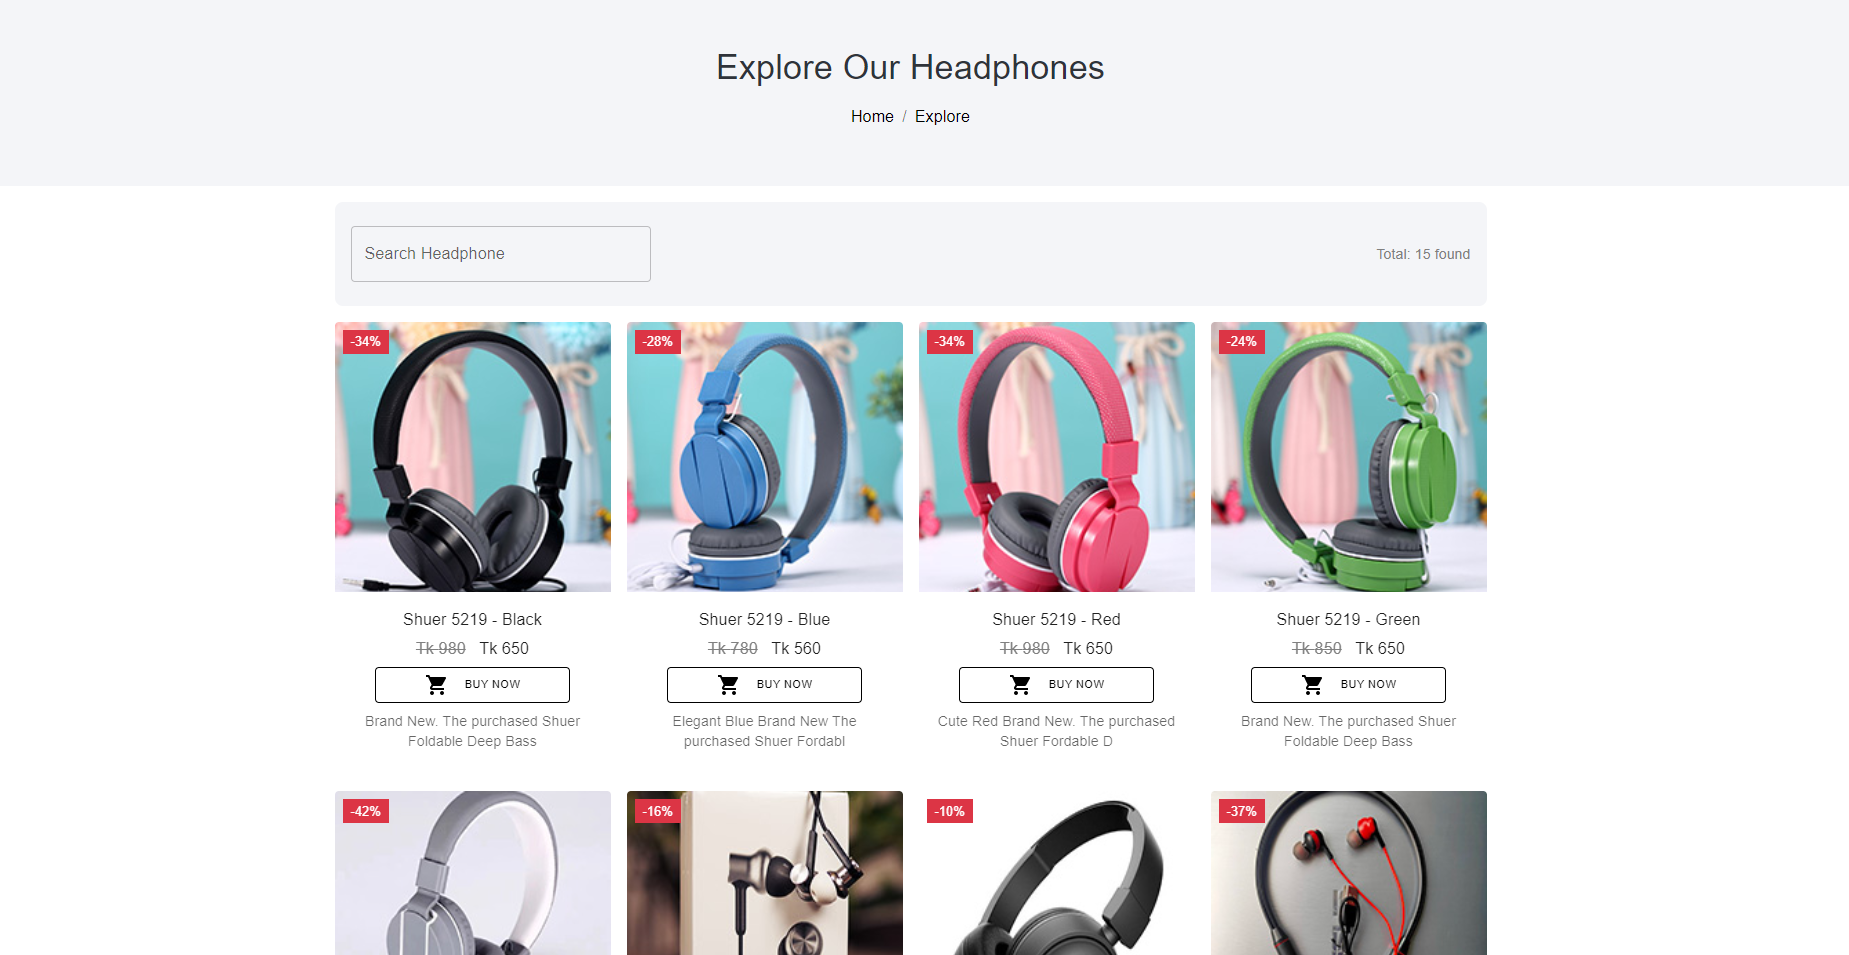 Explore Our Headphones
Home / Explore
Search Headphone
Total: 15 found
-34%
-28%
-34%
-24%
Shuer 5219 - Black
Tk 980 Tk 650
BUY NOW
Brand New. The purchased Shuer
Foldable Deep Bass
Shuer 5219 - Blue
Tk 780 Tk 560
BUY NOW
Elegant Blue Brand New The
purchased Shuer Fordabl
Shuer 5219 - Red
Tk 980 Tk 650
BUY NOW
Cute Red Brand New. The purchased
Shuer Fordable D
Shuer 5219 - Green
Tk 850 Tk 650
BUY NOW
Brand New. The purchased Shuer
Foldable Deep Bass
-42%
-16%
-10%
-37%